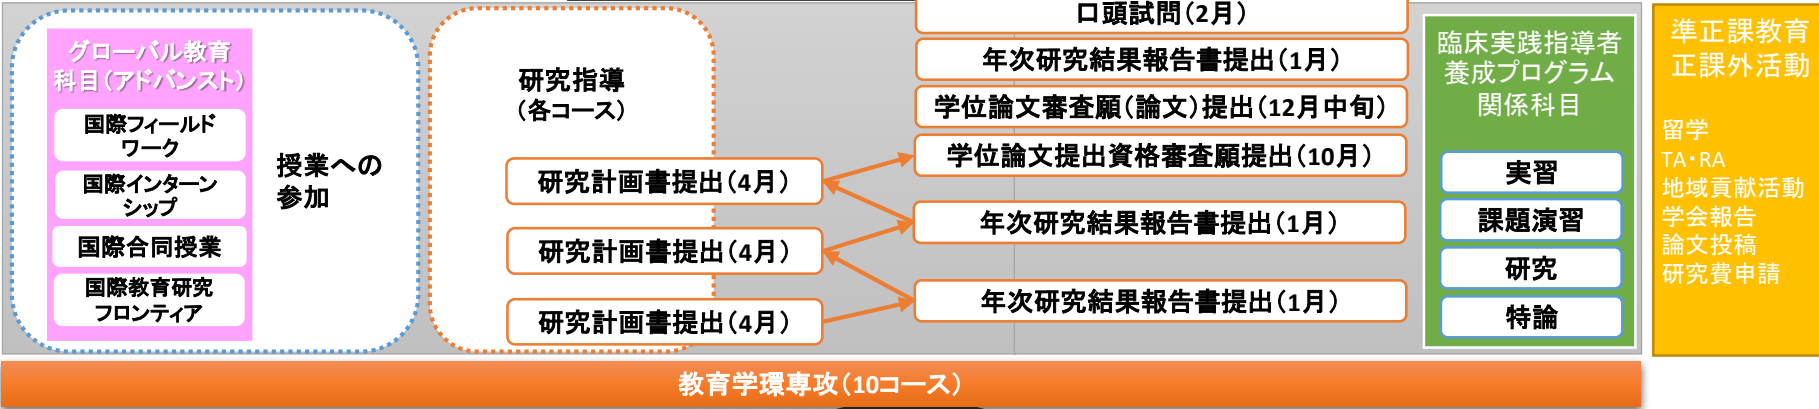 グローバル教育
科目(アドバンスト)
国際フィールド
ワーク
国際インターン
シップ
国際合同授業
国際教育研究
フロンティア
授業への
参加
研究指導
(各コース)
研究計画書提出(4月)
研究計画書提出(4月)
研究計画書提出(4月)
口頭試問(2月)
年次研究結果報告書提出(1月)
学位論文審査願(論文)提出(12月中旬)
学位論文提出資格審査願提出(10月)
年次研究結果報告書提出(1月)
年次研究結果報告書提出(1月)
臨床実践指導者
養成プログラム
関係科目
実習
課題演習
研究
特論
準正課教育
正課外活動
留学
TA・RA
地域貢献活動
学会報告
論文投稿
研究費申請
教育学環専攻(10コース)